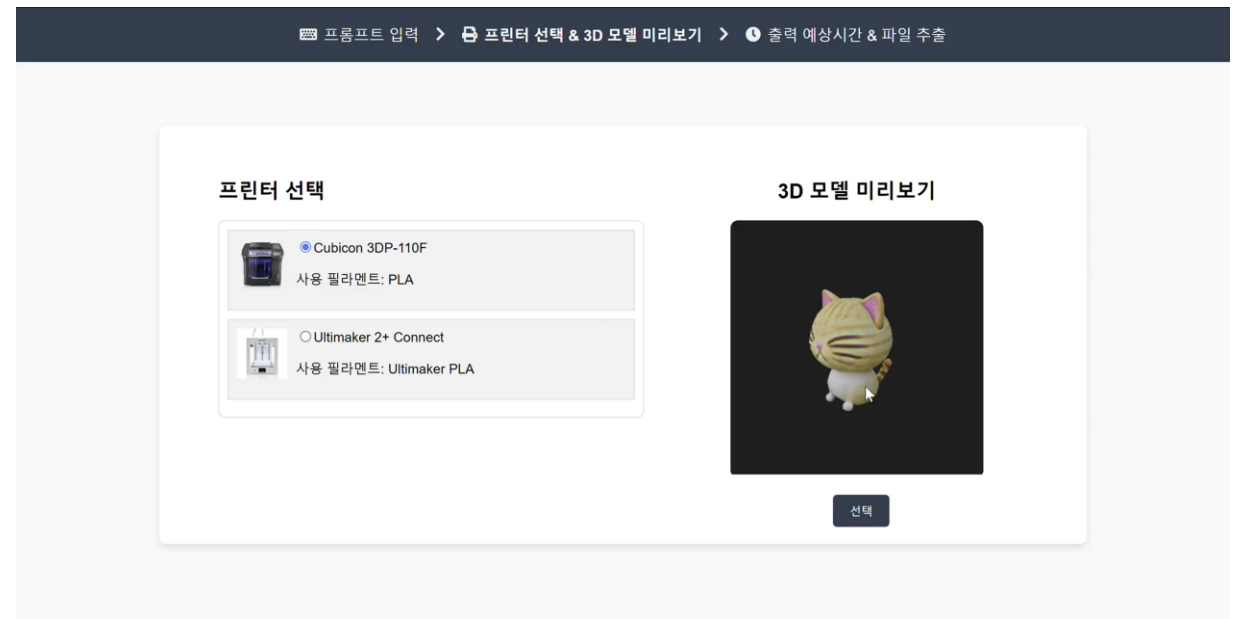 프롬프트 입력 > 프린터 선택 & 3D 모델 미리보기 > 출력 예상시간 & 파일 추출
프린터 선택
Cubicon 3DP-110F
사용 필라멘트: PLA
Ultimaker 2+ Connect
사용 필라멘트: Ultimaker PLA
3D 모델 미리보기
선택